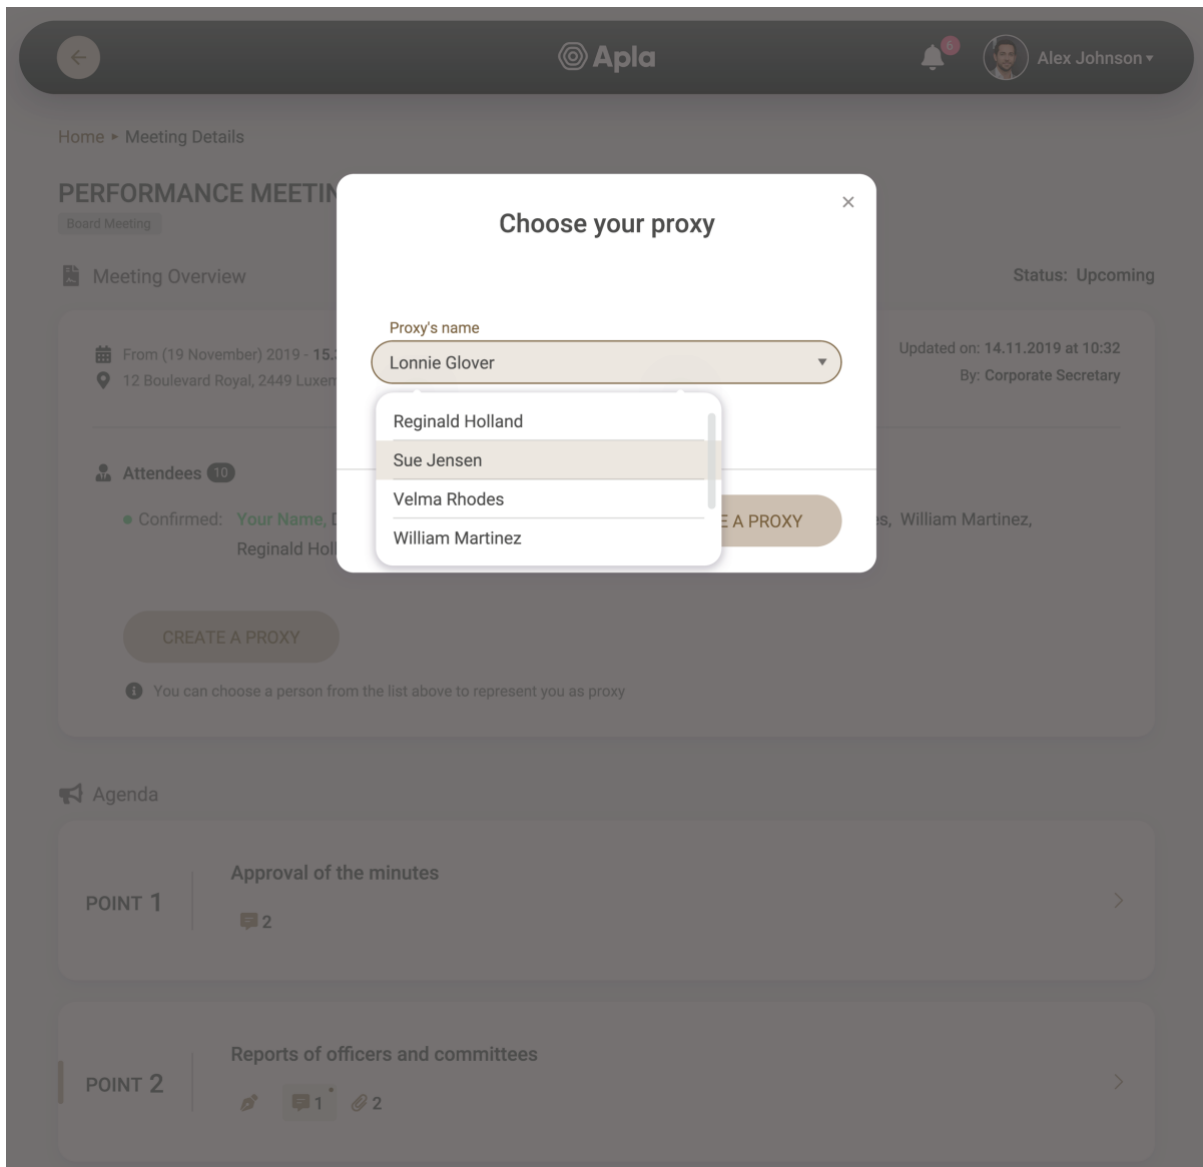 Apla
6
Alex Johnson
Home ▸ Meeting Details
PERFORMANCE
Board Meeting
Meeting Overview
Status: Upcoming
From (19 November) 2019 -
12 Boulevard Royal, 2449
Updated on: 14.11.2019 at 10:32
By: Corporate Secretary
Attendees 10
Confirmed: Your Name,
William Martinez,
Reginald
CREATE A PROXY
You can choose a person from the list above to represent you as proxy
Choose your proxy
×
Proxy's name
Lonnie Glover
Reginald Holland
Sue Jensen
Velma Rhodes
William Martinez
A PROXY
Agenda
POINT 1
Approval of the minutes
2
POINT 2
Reports of officers and committees
1
2